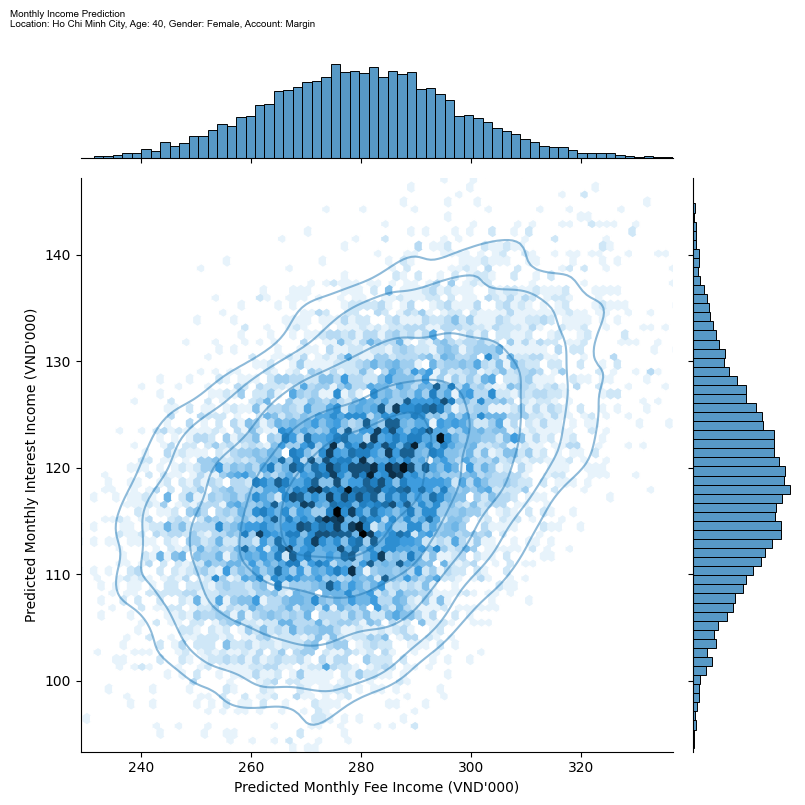 Monthly Income Prediction
Location: Ho Chi Minh City, Age: 40, Gender: Female, Account: Margin
140
130
120
110
100
Predicted Monthly Interest Income (VND'000)
240
260
280
300
320
Predicted Monthly Fee Income (VND'000)